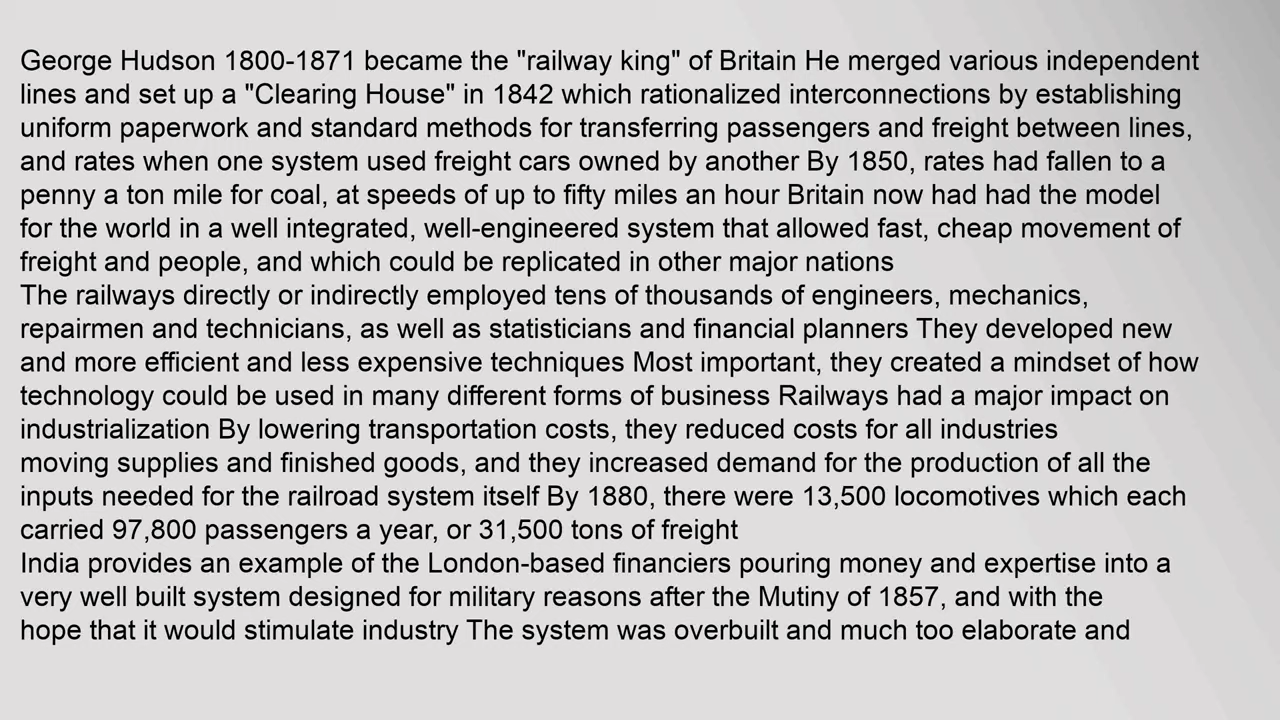 George Hudson 1800-1871 became the "railway king" of Britain He merged various independent
lines and set up a "Clearing House" in 1842 which rationalized interconnections by establishing
uniform paperwork and standard methods for transferring passengers and freight between lines,
and rates when one system used freight cars owned by another By 1850, rates had fallen to a
penny a ton mile for coal, at speeds of up to fifty miles an hour Britain now had had the model
for the world in a well integrated, well-engineered system that allowed fast, cheap movement of
freight and people, and which could be replicated in other major nations
The railways directly or indirectly employed tens of thousands of engineers, mechanics,
repairmen and technicians, as well as statisticians and financial planners They developed new
and more efficient and less expensive techniques Most important, they created a mindset of how
technology could be used in many different forms of business Railways had a major impact on
industrialization By lowering transportation costs, they reduced costs for all industries
moving supplies and finished goods, and they increased demand for the production of all the
inputs needed for the railroad system itself By 1880, there were 13,500 locomotives which each
carried 97,800 passengers a year, or 31,500 tons of freight
India provides an example of the London-based financiers pouring money and expertise into a
very well built system designed for military reasons after the Mutiny of 1857, and with the
hope that it would stimulate industry The system was overbuilt and much too elaborate and